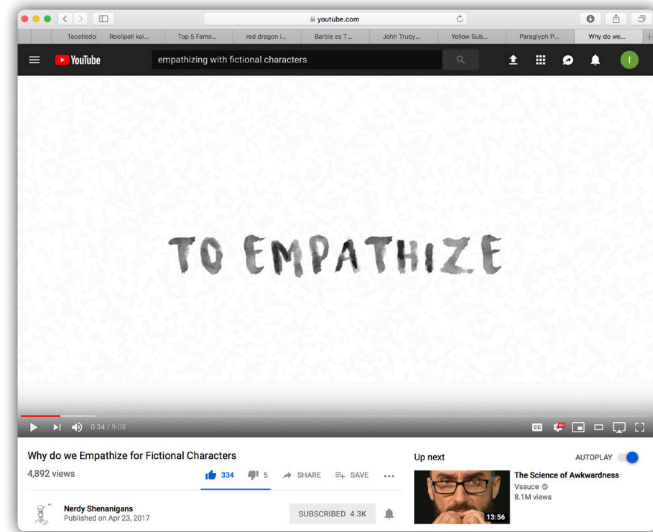 youtube.com
Teostledo Roolipeli kai... Top 5 Famo... red dragon i... Barbie as T... John Truby... Yellow Sub... Paraglyph P... Why do we...
YouTube
empathizing with fictional characters
I
TO EMPATHIZE
0:34 / 9:08
CC
Why do we Empathize for Fictional Characters
4,892 views
334 5 SHARE SAVE
Nerdy Shenanigans
Published on Apr 23, 2017
SUBSCRIBED 4.3K
Up next
AUTOPLAY
The Science of Awkwardness
Vsauce
8.1M views
13:56